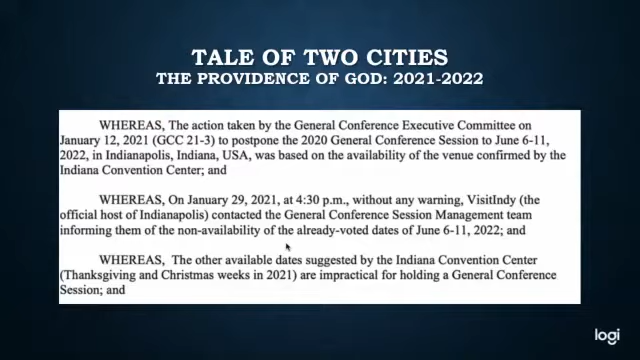 TALE OF TWO CITIES
THE PROVIDENCE OF GOD: 2021-2022
WHEREAS, The action taken by the General Conference Executive Committee on
January 12, 2021 (GCC 21-3) to postpone the 2020 General Conference Session to June 6-11,
2022, in Indianapolis, Indiana, USA, was based on the availability of the venue confirmed by the
Indiana Convention Center; and
WHEREAS, On January 29, 2021, at 4:30 p.m., without any warning, VisitIndy (the
official host of Indianapolis) contacted the General Conference Session Management team
informing them of the non-availability of the already-voted dates of June 6-11, 2022; and
WHEREAS, The other available dates suggested by the Indiana Convention Center
(Thanksgiving and Christmas weeks in 2021) are impractical for holding a General Conference
Session; and
logi